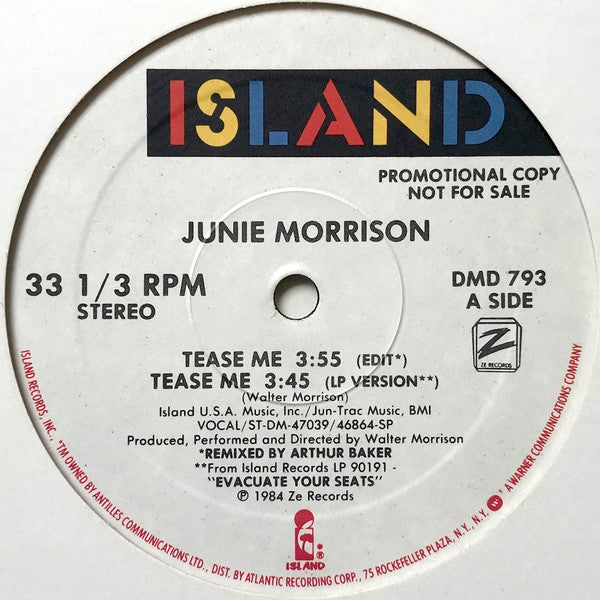 ISLAND
PROMOTIONAL COPY
NOT FOR SALE
JUNIE MORRISON
33 1/3 RPM
STEREO
DMD 793
A SIDE
Z
ZE RECORDS
TEASE ME 3:55 (EDIT*)
TEASE ME 3:45 (LP VERSION**)
(Walter Morrison)
Island U.S.A. Music, Inc./Jun-Trac Music, BMI
VOCAL/ST-DM-47039/46864-SP
Produced, Performed and Directed by Walter Morrison
*REMIXED BY ARTHUR BAKER
**From Island Records LP 90191 -
"EVACUATE YOUR SEATS"
℗ 1984 Ze Records
ISLAND
ISLAND RECORDS, INC., *TM OWNED BY ANTILLES COMMUNICATIONS LTD., DIST. BY ATLANTIC RECORDING CORP., 75 ROCKEFELLER PLAZA, N.Y., N.Y. W * A WARNER COMMUNICATIONS COMPANY